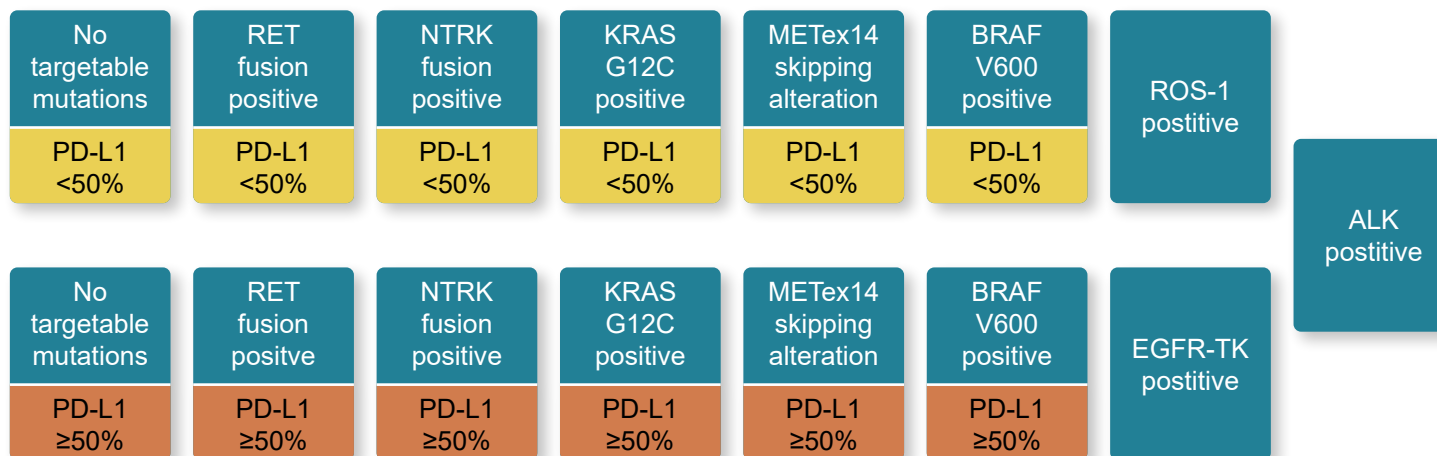 No
targetable
mutations
PD-L1
<50%
RET
fusion
positive
PD-L1
<50%
NTRK
fusion
positive
PD-L1
<50%
KRAS
G12C
positive
PD-L1
<50%
METex14
skipping
alteration
PD-L1
<50%
BRAF
V600
positive
PD-L1
<50%
ROS-1
postitive
ALK
postitive
No
targetable
mutations
PD-L1
≥50%
RET
fusion
positve
PD-L1
≥50%
NTRK
fusion
positive
PD-L1
≥50%
KRAS
G12C
positive
PD-L1
≥50%
METex14
skipping
alteration
PD-L1
≥50%
BRAF
V600
positive
PD-L1
≥50%
EGFR-TK
postitive